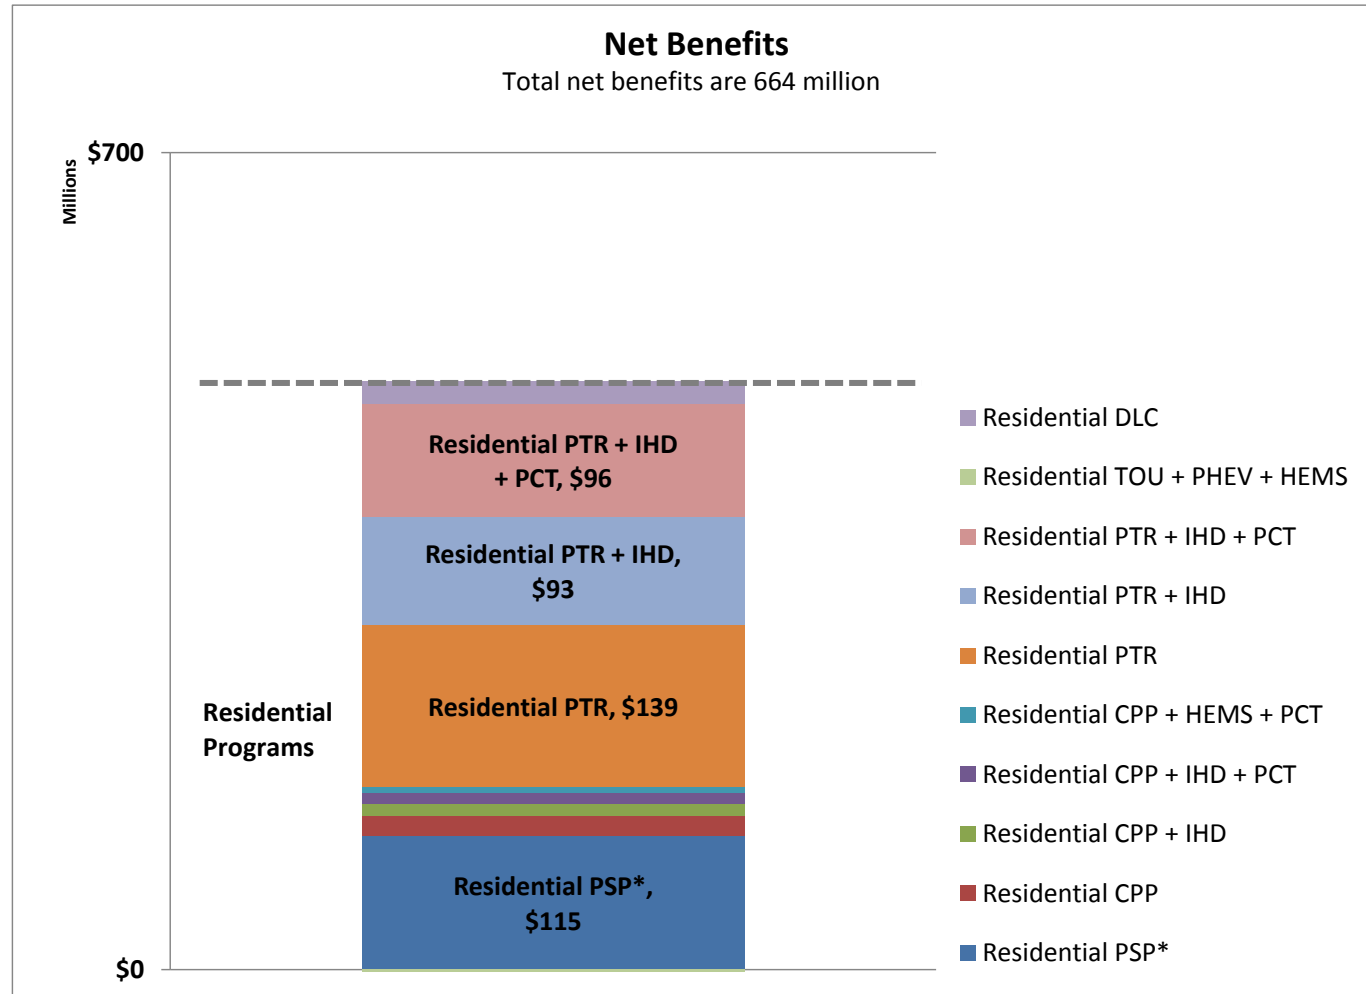 Net Benefits
Total net benefits are 664 million
$700
Millions
Residential PTR + IHD
+ PCT, $96
Residential PTR + IHD,
$93
Residential PTR, $139
Residential
Programs
Residential PSP*,
$115
$0
Residential DLC
Residential TOU + PHEV + HEMS
Residential PTR + IHD + PCT
Residential PTR + IHD
Residential PTR
Residential CPP + HEMS + PCT
Residential CPP + IHD + PCT
Residential CPP + IHD
Residential CPP
Residential PSP*